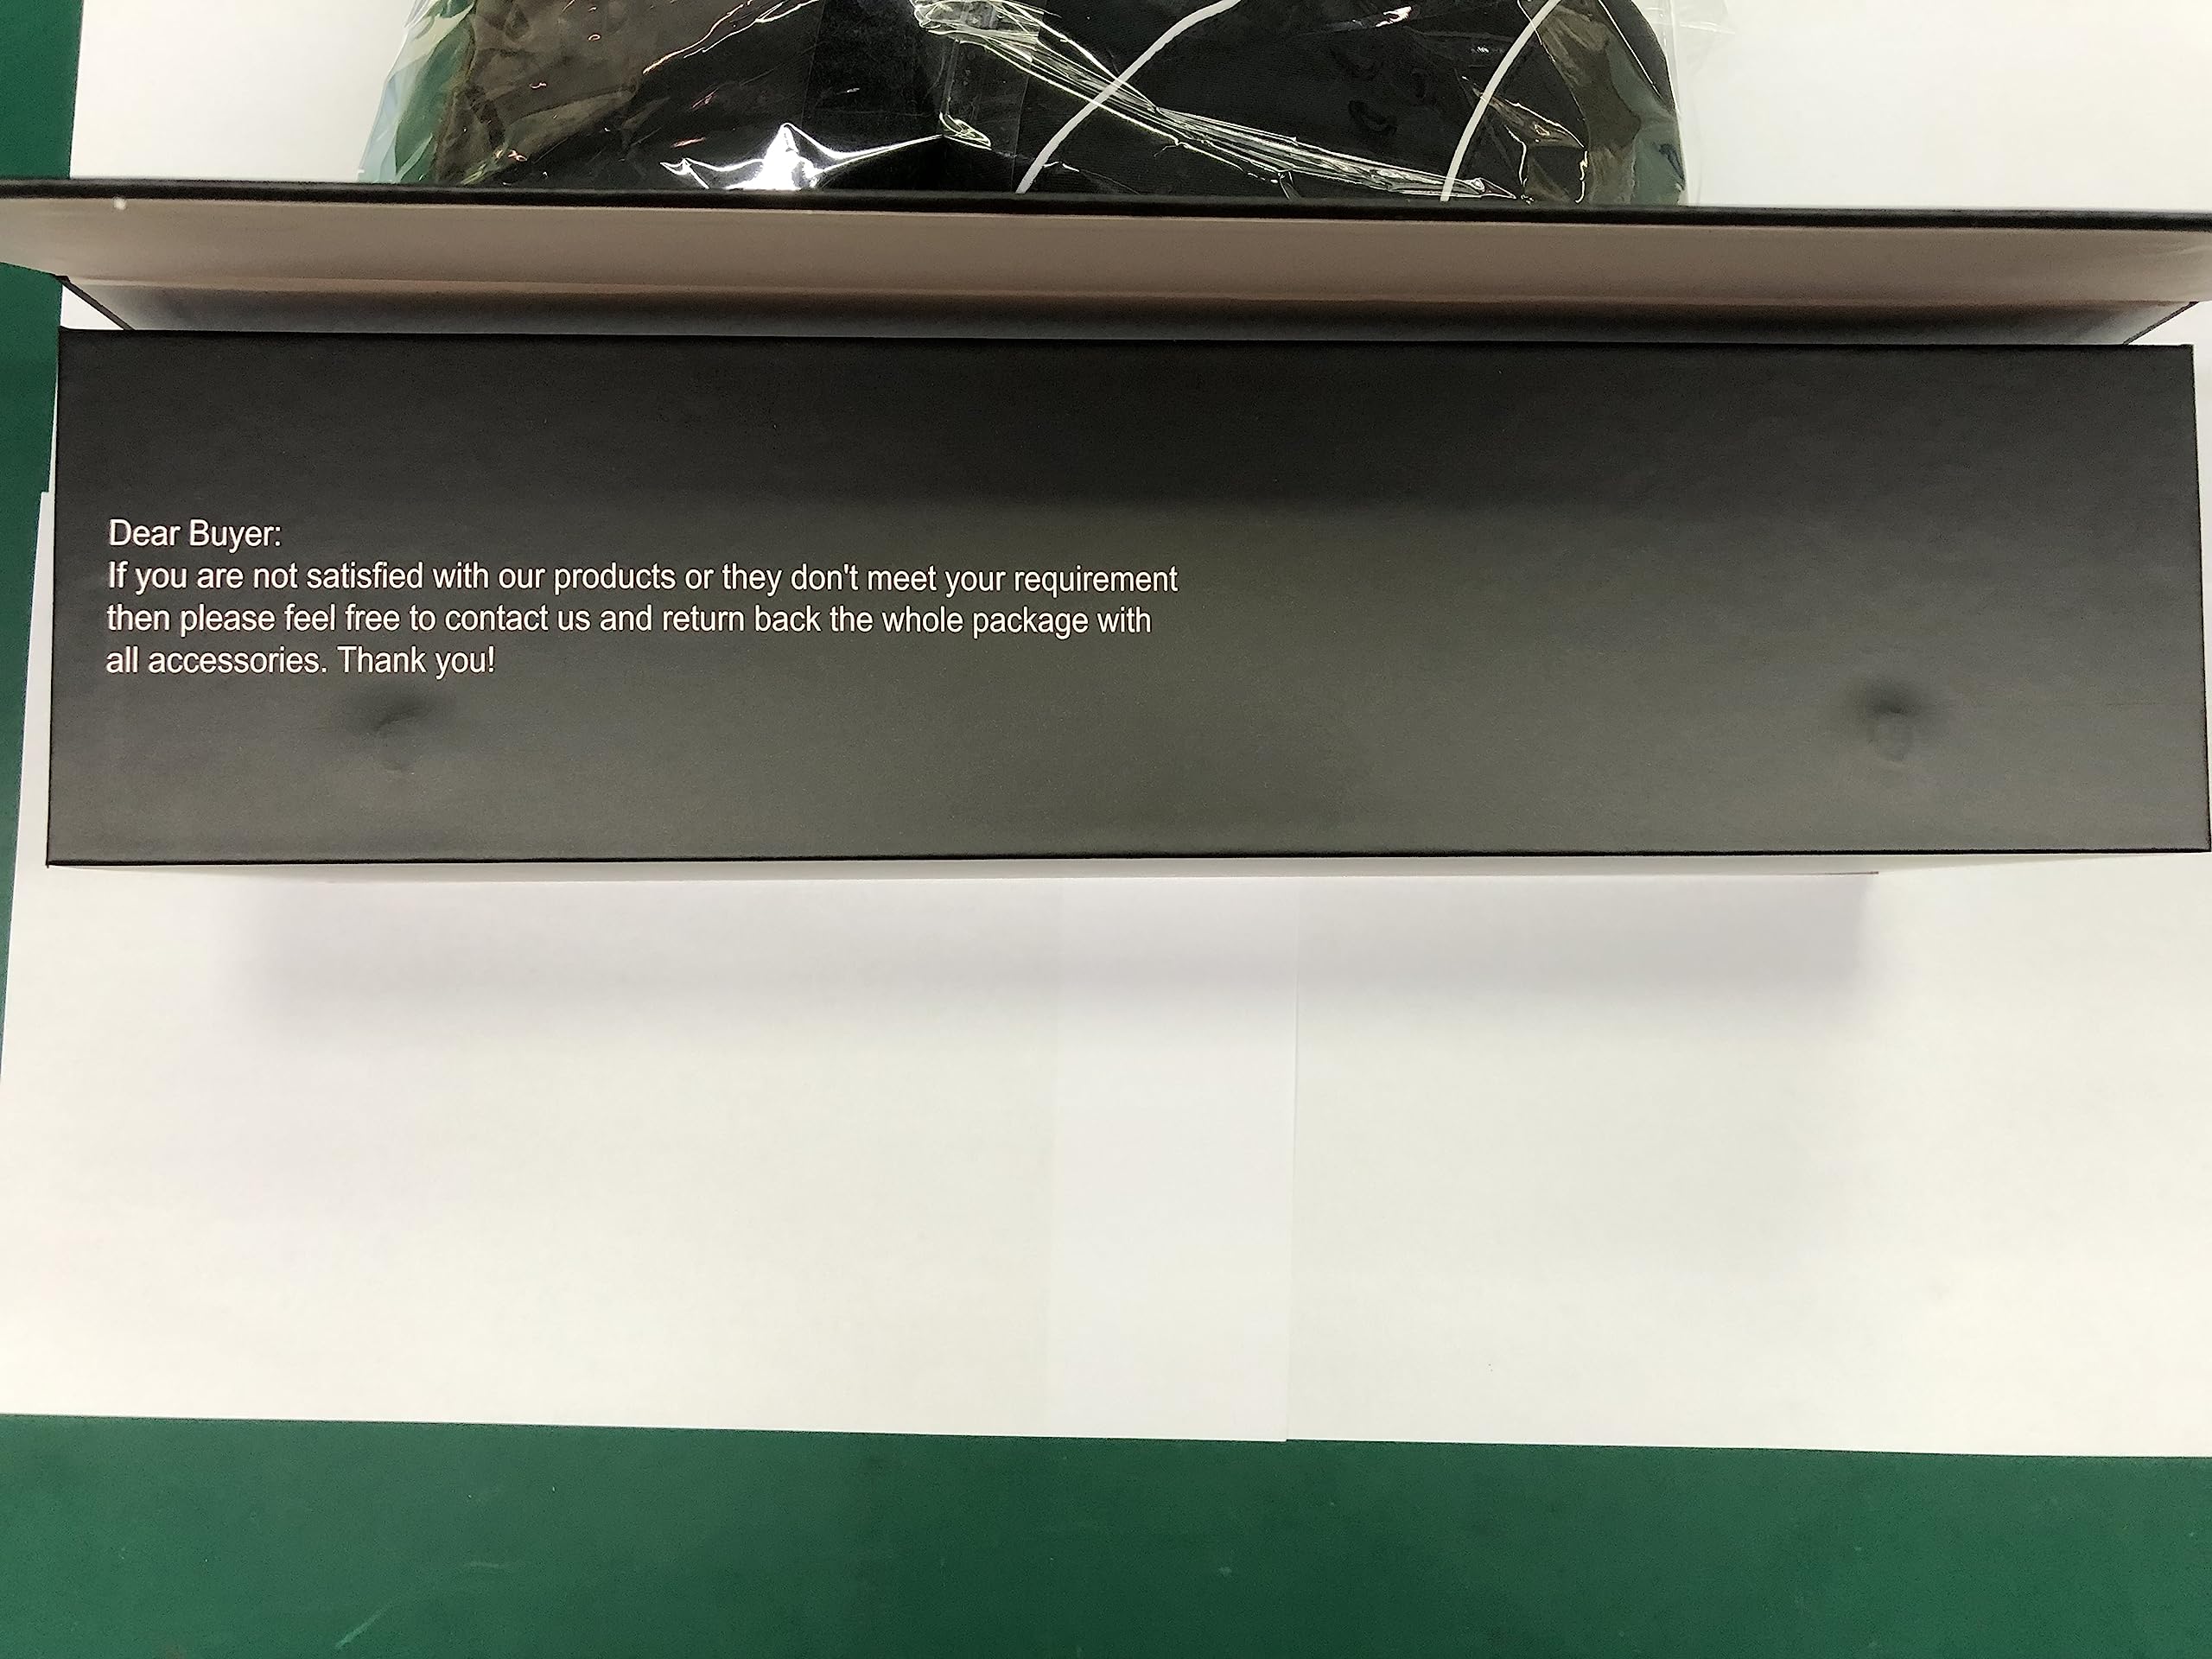 Dear Buyer:
If you are not satisfied with our products or they don't meet your requirement
then please feel free to contact us and return back the whole package with
all accessories. Thank you!